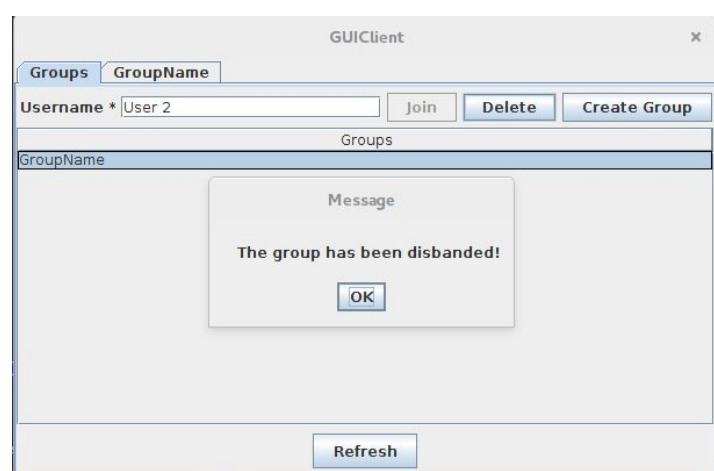 GUIClient ×
Groups GroupName
Username * User 2 Join Delete Create Group
Groups
GroupName
Message
The group has been disbanded!
OK
Refresh